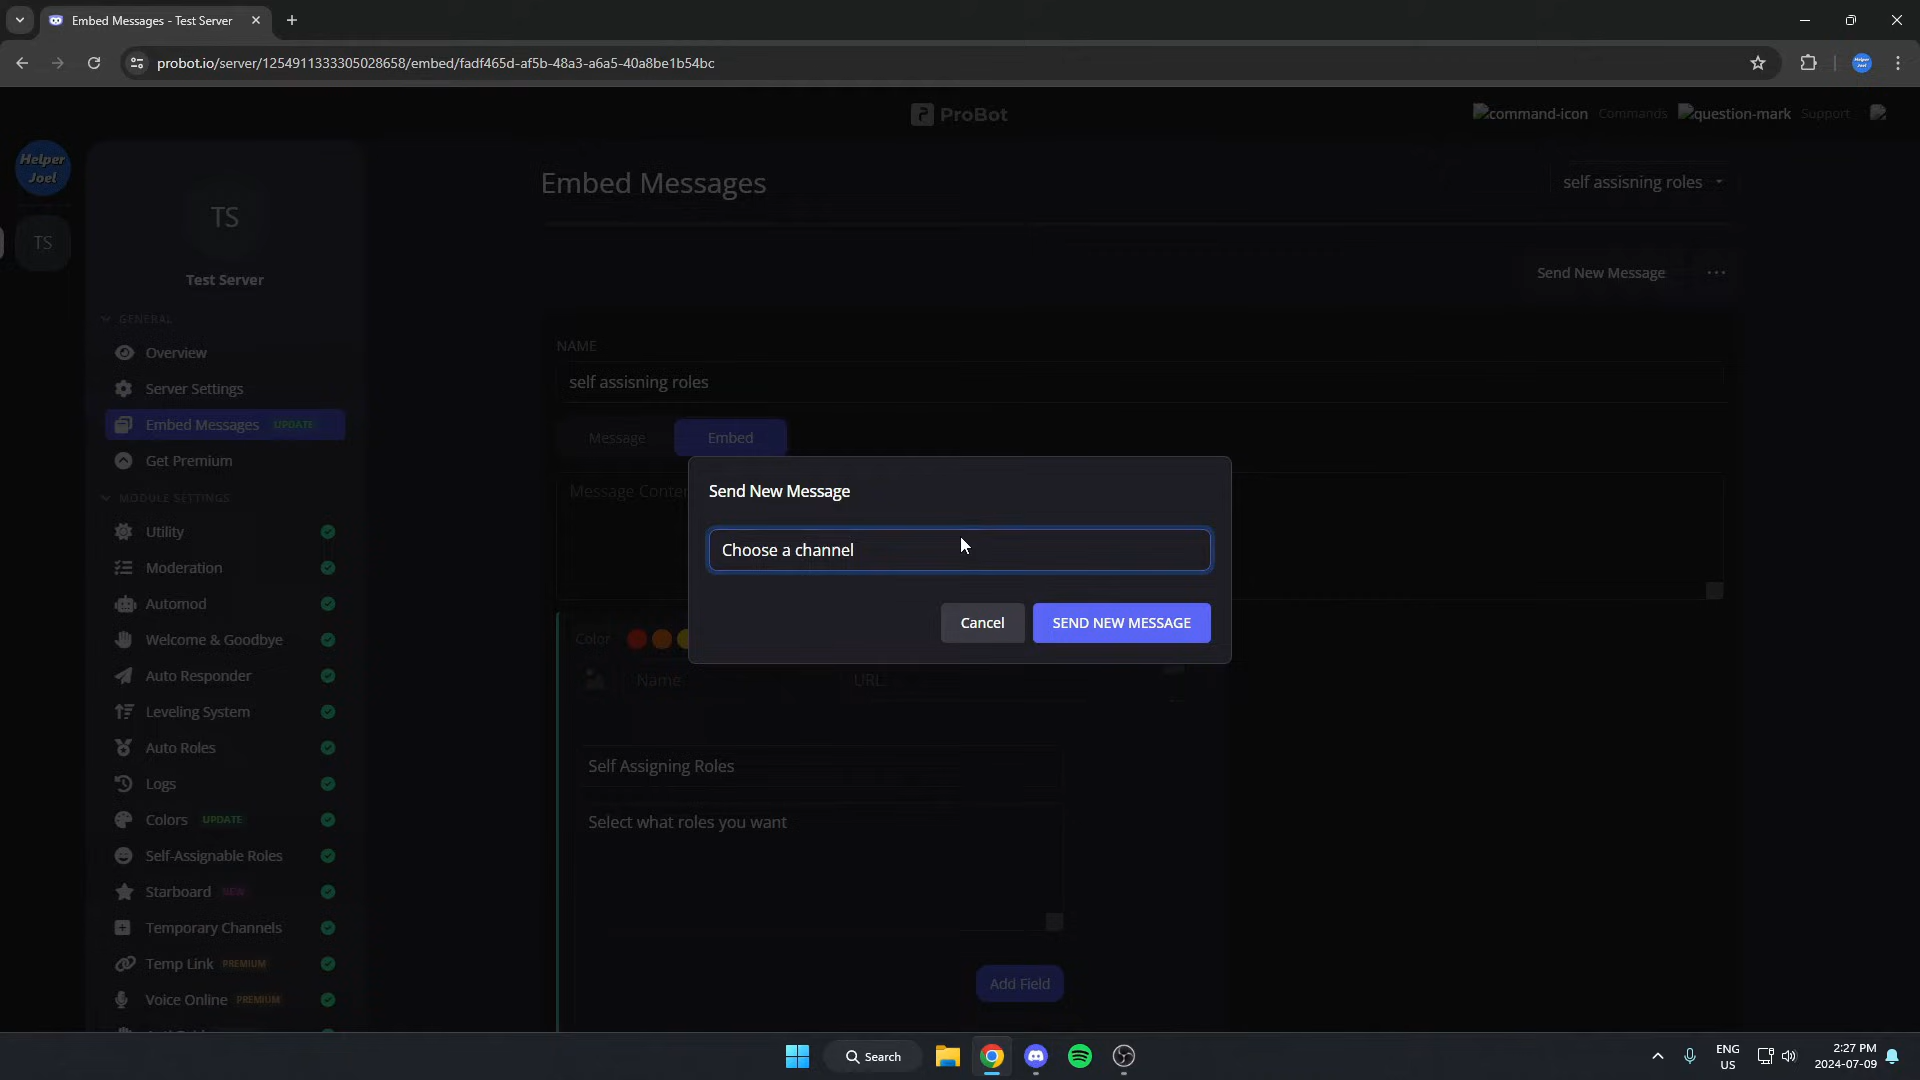 Embed Messages - Test Server
probot.io/server/1254911333305028658/embed/fadf465d-af5b-48a3-a6a5-40a8be1b54bc
ProBot
command-icon Commands question-mark Support
Helper Joel
TS
TS
Test Server
GENERAL
Overview
Server Settings
Embed Messages UPDATE
Get Premium
MODULE SETTINGS
Utility
Moderation
Automod
Welcome & Goodbye
Auto Responder
Leveling System
Auto Roles
Logs
Colors UPDATE
Self-Assignable Roles
Starboard NEW
Temporary Channels
Temp Link PREMIUM
Voice Online PREMIUM
Embed Messages
self assisning roles
Send New Message
NAME
self assisning roles
Message Embed
Message Conten
Send New Message
Choose a channel
Cancel SEND NEW MESSAGE
Color
Name URL
Self Assigning Roles
Select what roles you want
Add Field
Search
ENG
US
2:27 PM
2024-07-09